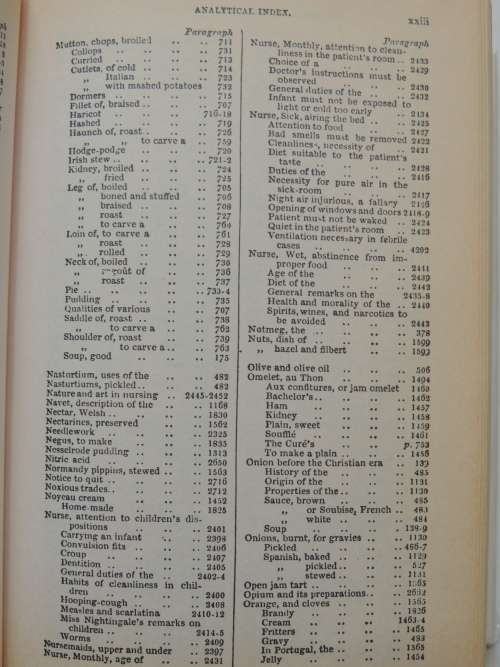 ANALYTICAL INDEX.
xxiii
Paragraph
Mutton, chops, broiled .. .. 711
Collops .. .. .. 731
Curried .. .. .. 713
Cutlets, of cold .. .. .. 714
„ Italian .. .. .. 723
„ with mashed potatoes 732
Dormers .. .. .. 715
Fillet of, braised .. .. .. 707
Haricot .. .. .. 716-18
Hashed .. .. .. 719
Haunch of, roast .. .. .. 726
„ „ to carve a .. 759
Hodge-podge .. .. .. 720
Irish stew .. .. .. 721-2
Kidney, broiled .. .. .. 724
„ fried .. .. .. 725
Leg of, boiled .. .. .. 705
„ boned and stuffed .. 706
„ braised .. .. .. 708
„ roast .. .. .. 727
„ to carve a .. .. 760
Loin of, to carve a .. .. 761
„ roast .. .. .. 728
„ rolled .. .. .. 729
Neck of, boiled .. .. .. 730
„ ragoût of .. .. 736
„ roast .. .. .. 737
Pie .. .. .. 733-4
Pudding .. .. .. 735
Qualities of various .. .. 707
Saddle of, roast .. .. .. 738
„ to carve a .. .. 762
Shoulder of, roast .. .. 739
„ to carve a .. .. 763
Soup, good .. .. .. 175
Nasturtium, uses of the .. .. 482
Nasturtiums, pickled .. .. .. 482
Nature and art in nursing .. 2445-2452
Navet, description of the .. .. 1168
Nectar, Welsh .. .. .. 1830
Nectarines, preserved .. .. 1562
Needlework .. .. .. 2325
Negus, to make .. .. .. 1835
Nesselrode pudding .. .. .. 1313
Nitric acid .. .. .. 2650
Normandy pippins, stewed .. .. 1563
Notice to quit .. .. .. 2716
Noxious trades .. .. .. 2712
Noyeau cream .. .. .. 1452
Home-made .. .. .. 1825
Nurse, attention to children's dis-
positions .. .. .. 2401
Carrying an infant .. .. 2398
Convulsion fits .. .. .. 2406
Croup .. .. .. 2407
Dentition .. .. .. 2405
General duties of the .. 2402-4
Habits of cleanliness in chil-
dren .. .. .. 2400
Hooping-cough .. .. .. 2408
Measles and scarlatina 2410-12
Miss Nightingale's remarks on
children .. .. .. 2414-5
Worms .. .. .. 2409
Nursemaids, upper and under .. 2397
Nurse, Monthly, age of .. .. 2431
Paragraph
Nurse, Monthly, attention to clean-
liness in the patient's room .. 2433
Choice of a .. .. .. 2429
Doctor's instructions must be
observed .. .. .. 2430
General duties of the .. .. 2432
Infant must not be exposed to
light or cold too early .. 2434
Nurse, Sick, airing the bed .. .. 2425
Attention to food .. .. 2427
Bad smells must be removed 2422
Cleanliness, necessity of .. 2421
Diet suitable to the patient's
taste .. .. .. 2428
Duties of the .. .. .. 2416
Necessity for pure air in the
sick-room .. .. .. 2417
Night air injurious, a fallacy
Opening of windows and doors 2418-9
Patient must not be waked .. 2424
Quiet in the patient's room .. 2423
Ventilation necessary in febrile
cases .. .. ..
Nurse, Wet, abstinence from im-
proper food .. .. .. 2441
Age of the .. .. .. 2439
Diet of the .. .. .. 2442
General remarks on the 2435-8
Health and morality of the .. 2440
Spirits, wines, and narcotics to
be avoided .. .. .. 2443
Nutmeg, the .. .. .. 378
Nuts, dish of .. .. .. 1599
„ hazel and filbert .. .. 1599
Olive and olive oil .. .. .. 506
Omelet, au Thon .. .. .. 1494
Aux confitures, or jam omelet 1460
Bachelor's .. .. .. 1462
Ham .. .. .. 1457
Kidney .. .. .. 1458
Plain, sweet .. .. .. 1459
Soufflé .. .. .. 1461
The Curé's .. .. .. p. 753
To make a plain .. .. .. 1456
Onion before the Christian era .. 139
History of the .. .. .. 485
Origin of the .. .. .. 1131
Properties of the .. .. .. 1130
Sauce, brown .. .. .. 485
„ or Soubise, French .. 483
„ white .. .. .. 484
Soup .. .. .. 138-9
Onions, burnt, for gravies .. .. 1130
Pickled .. .. .. 486-7
Spanish, baked .. .. .. 1129
„ pickled .. .. .. 527
„ stewed .. .. .. 1131
Open jam tart .. .. .. 1365
Opium and its preparations .. ..
Orange, and cloves .. .. .. 1565
Brandy .. .. .. 1826
Cream .. .. .. 1463-4
Fritters .. .. .. 1465
Gravy .. .. .. 488
In Portugal, the .. .. .. 1565
Jelly .. .. .. 1454